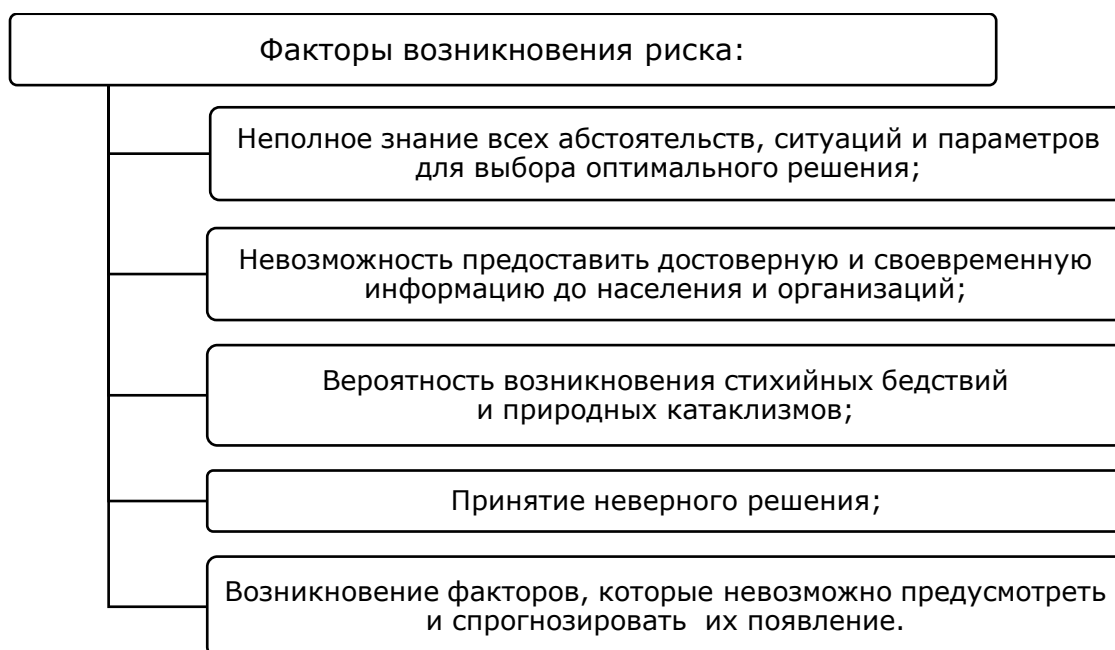 Факторы возникновения риска:
Неполное знание всех абстоятельств, ситуаций и параметров
для выбора оптимального решения;
Невозможность предоставить достоверную и своевременную
информацию до населения и организаций;
Вероятность возникновения стихийных бедствий
и природных катаклизмов;
Принятие неверного решения;
Возникновение факторов, которые невозможно предусмотреть
и спрогнозировать  их появление.